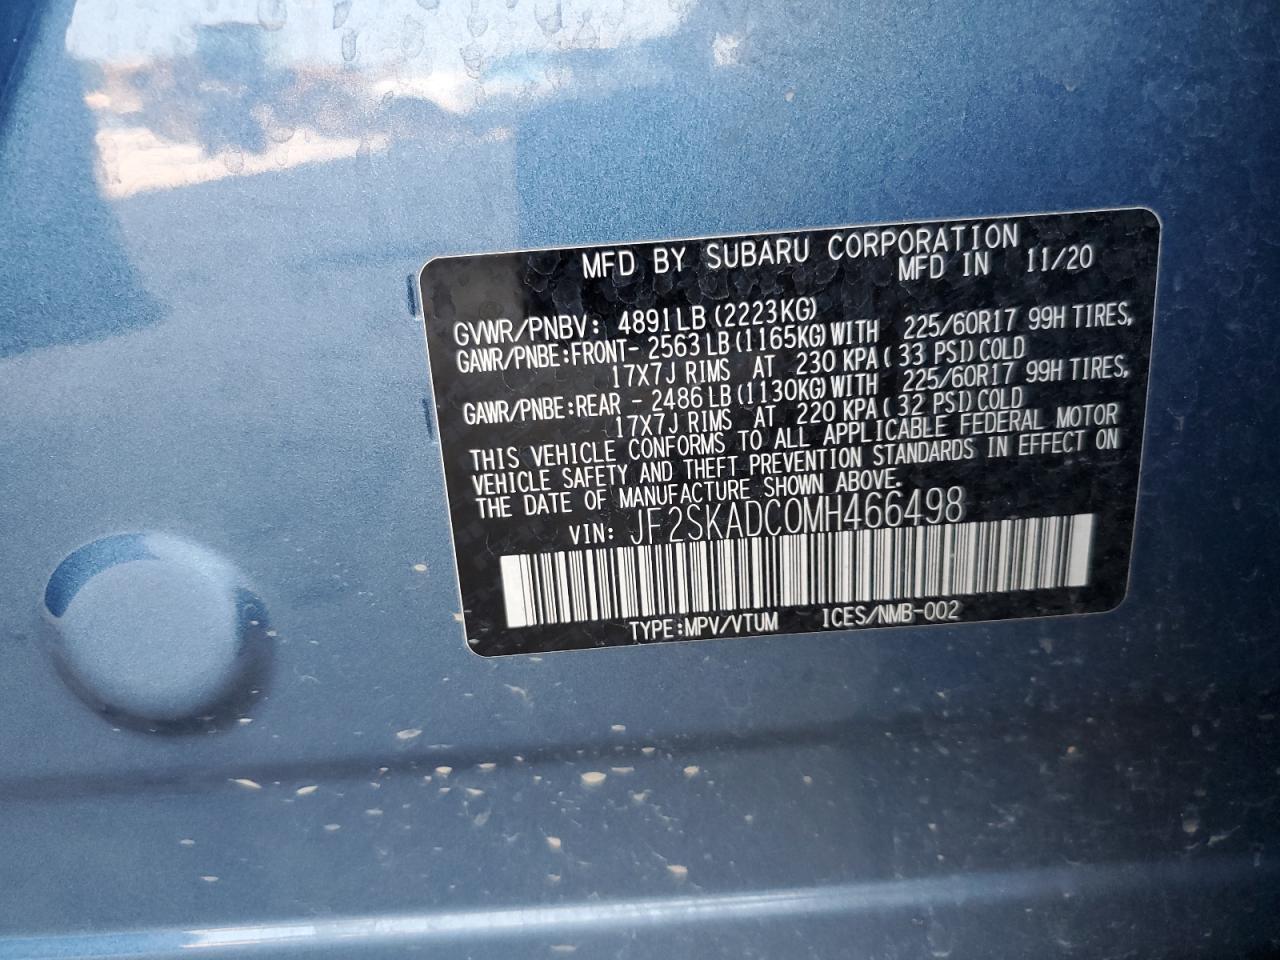 MFD BY SUBARU CORPORATION
MFD IN 11/20
GVWR/PNBV: 4891LB (2223KG)
GAWR/PNBE:FRONT- 2563LB (1165KG) WITH 225/60R17 99H TIRES,
17X7J RIMS AT 230 KPA( 33 PSI) COLD
GAWR/PNBE:REAR - 2486LB (1130KG) WITH 225/60R17 99H TIRES,
17X7J RIMS AT 220 KPA( 32 PSI) COLD
THIS VEHICLE CONFORMS TO ALL APPLICABLE FEDERAL MOTOR
VEHICLE SAFETY AND THEFT PREVENTION STANDARDS IN EFFECT ON
THE DATE OF MANUFACTURE SHOWN ABOVE.
VIN: JF2SKADC0MH466498
TYPE:MPV/VTUM ICES/NMB-002